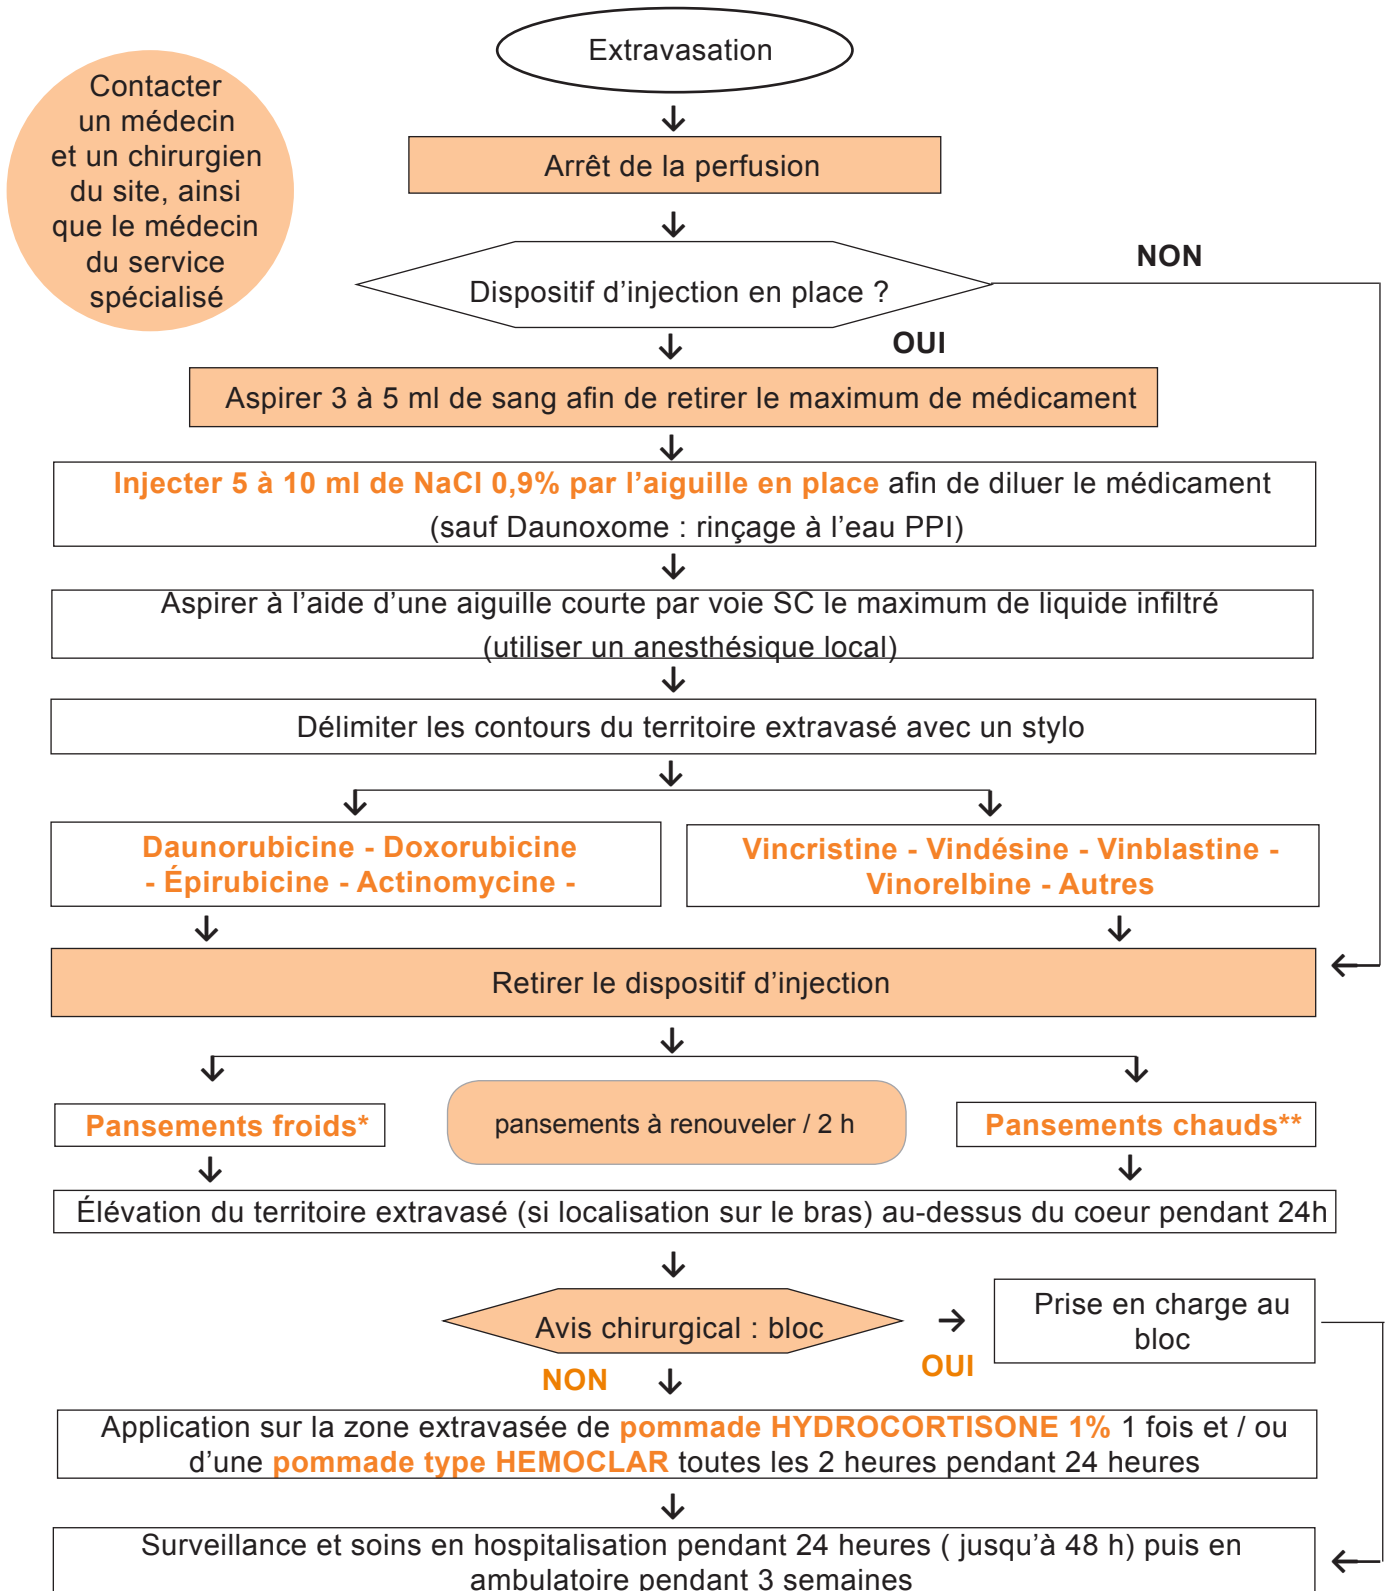 Extravasation
Contacter
un médecin
et un chirurgien
du site, ainsi
que le médecin
du service
spécialisé
Arrêt de la perfusion
NON
Dispositif d’injection en place ?
OUI
Aspirer 3 à 5 ml de sang afin de retirer le maximum de médicament
Injecter 5 à 10 ml de NaCl 0,9% par l’aiguille en place afin de diluer le médicament
(sauf Daunoxome : rinçage à l’eau PPI)
Aspirer à l’aide d’une aiguille courte par voie SC le maximum de liquide infiltré
(utiliser un anesthésique local)
Délimiter les contours du territoire extravasé avec un stylo
Daunorubicine - Doxorubicine
- Épirubicine - Actinomycine -
Vincristine - Vindésine - Vinblastine -
Vinorelbine - Autres
Retirer le dispositif d’injection
Pansements froids*
pansements à renouveler / 2 h
Pansements chauds**
Élévation du territoire extravasé (si localisation sur le bras) au-dessus du coeur pendant 24h
Avis chirurgical : bloc
Prise en charge au
bloc
OUI
NON
Application sur la zone extravasée de pommade HYDROCORTISONE 1% 1 fois et / ou
d’une pommade type HEMOCLAR toutes les 2 heures pendant 24 heures
Surveillance et soins en hospitalisation pendant 24 heures ( jusqu’à 48 h) puis en
ambulatoire pendant 3 semaines